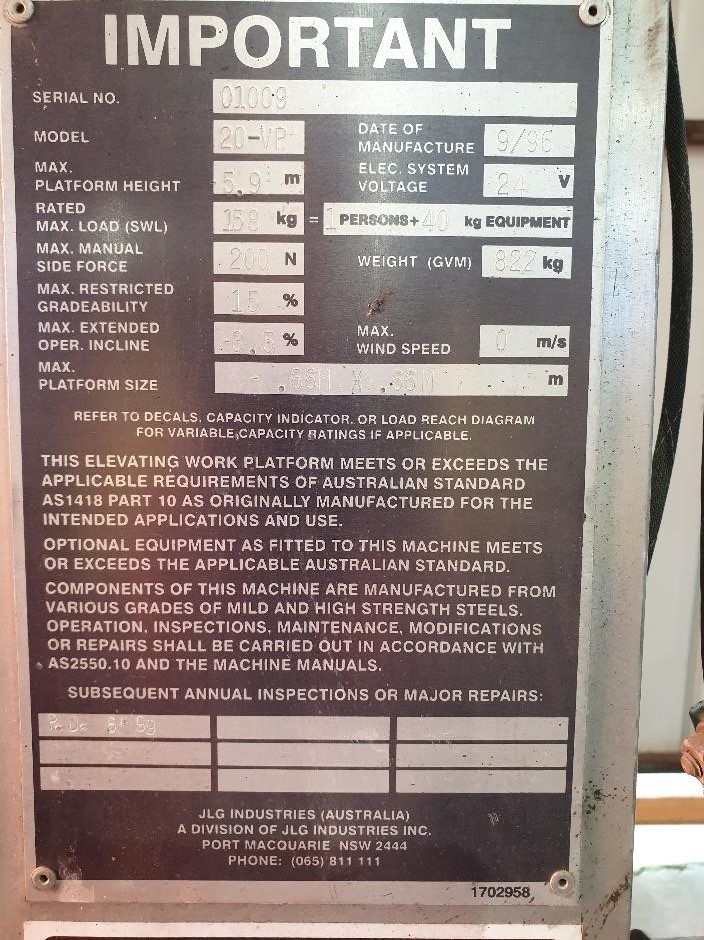 IMPORTANT
SERIAL NO. 01009
MODEL 20-VP DATE OF MANUFACTURE 9/96
MAX. PLATFORM HEIGHT 5.9 m ELEC. SYSTEM VOLTAGE 24 V
RATED MAX. LOAD (SWL) 158 kg = 1 PERSONS+ 40 kg EQUIPMENT
MAX. MANUAL SIDE FORCE 200 N WEIGHT (GVM) 822 kg
MAX. RESTRICTED GRADEABILITY 15 %
MAX. EXTENDED OPER. INCLINE 3.5 % MAX. WIND SPEED 0 m/s
MAX. PLATFORM SIZE .66M X .66M m
REFER TO DECALS, CAPACITY INDICATOR, OR LOAD REACH DIAGRAM
FOR VARIABLE CAPACITY RATINGS IF APPLICABLE.
THIS ELEVATING WORK PLATFORM MEETS OR EXCEEDS THE
APPLICABLE REQUIREMENTS OF AUSTRALIAN STANDARD
AS1418 PART 10 AS ORIGINALLY MANUFACTURED FOR THE
INTENDED APPLICATIONS AND USE.
OPTIONAL EQUIPMENT AS FITTED TO THIS MACHINE MEETS
OR EXCEEDS THE APPLICABLE AUSTRALIAN STANDARD.
COMPONENTS OF THIS MACHINE ARE MANUFACTURED FROM
VARIOUS GRADES OF MILD AND HIGH STRENGTH STEELS.
OPERATION, INSPECTIONS, MAINTENANCE, MODIFICATIONS
OR REPAIRS SHALL BE CARRIED OUT IN ACCORDANCE WITH
AS2550.10 AND THE MACHINE MANUALS.
SUBSEQUENT ANNUAL INSPECTIONS OR MAJOR REPAIRS:
JLG INDUSTRIES (AUSTRALIA)
A DIVISION OF JLG INDUSTRIES INC.
PORT MACQUARIE NSW 2444
PHONE: (065) 811 111
1702958